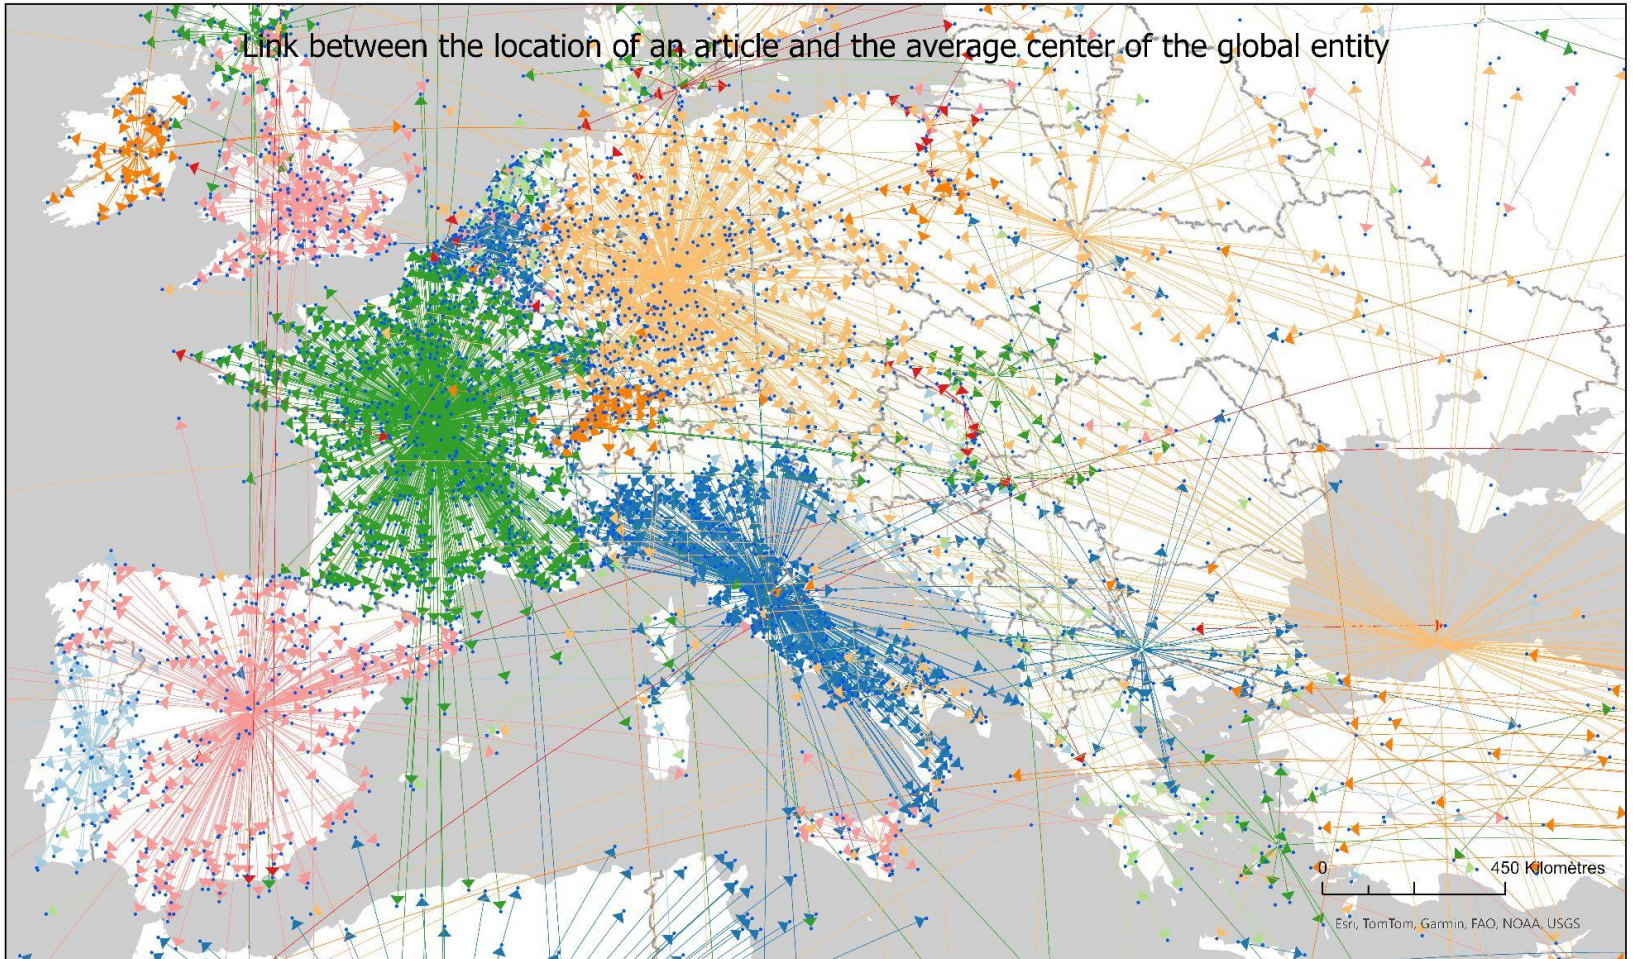 Link between the location of an article and the average center of the global entity
0 450 Kilomètres
Esri, TomTom, Garmin, FAO, NOAA, USGS